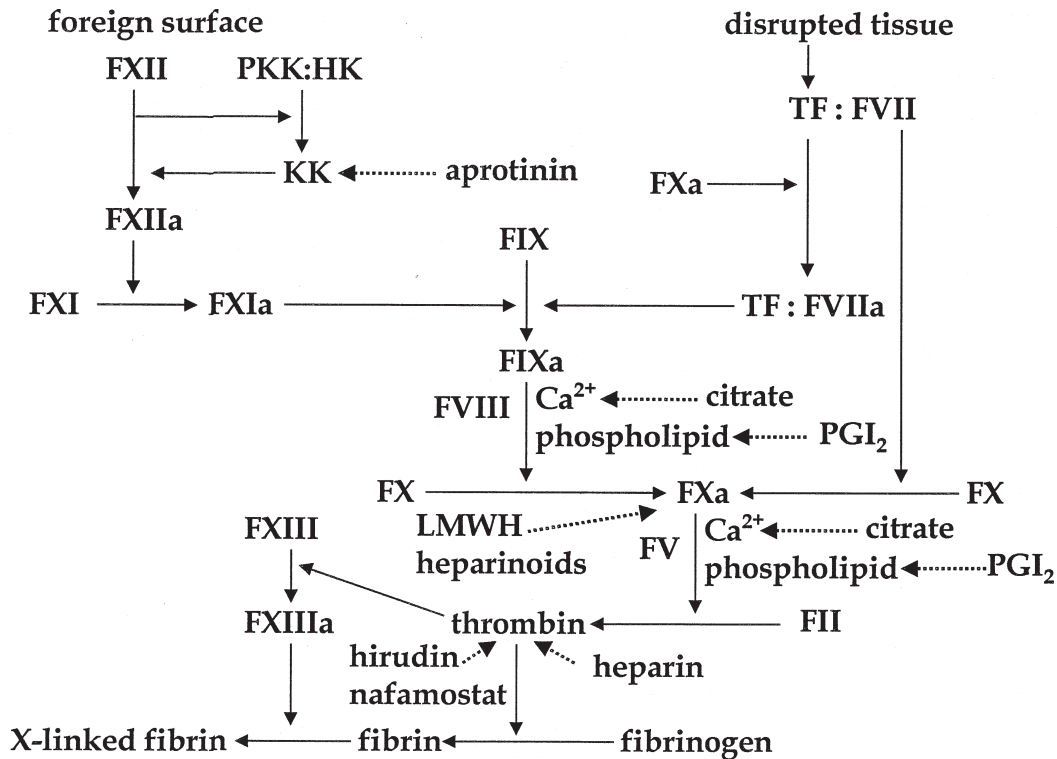 foreign surface
disrupted tissue
FXII
PKK:HK
TF : FVII
KK
aprotinin
FXa
FXIIa
FIX
FXI
FXIa
TF : FVIIa
FIXa
FVIII
Ca²⁺
citrate
phospholipid
PGI₂
FX
FXa
FX
LMWH
heparinoids
FXIII
FV
Ca²⁺
citrate
phospholipid
PGI₂
FXIIIa
thrombin
FII
hirudin
nafamostat
heparin
X-linked fibrin
fibrin
fibrinogen